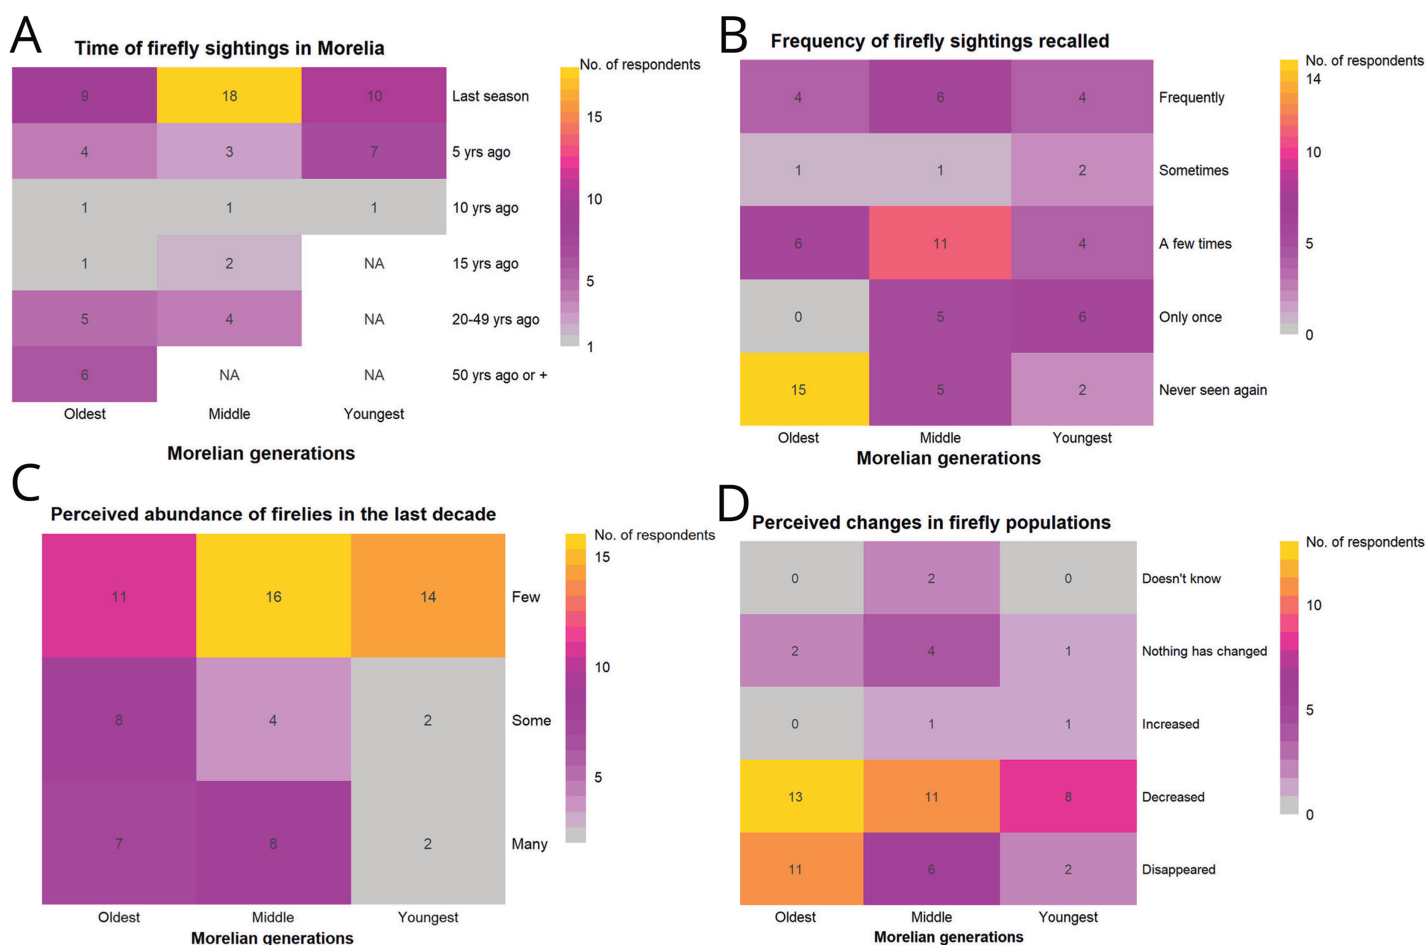 A
Time of firefly sightings in Morelia
No. of respondents
9 18 10 Last season
15
4 3 7 5 yrs ago
10
1 1 1 10 yrs ago
1 2 NA 15 yrs ago
5
5 4 NA 20-49 yrs ago
1
6 NA NA 50 yrs ago or +
Oldest Middle Youngest
Morelian generations
B
Frequency of firefly sightings recalled
No. of respondents
14
4 6 4 Frequently
10
1 1 2 Sometimes
6 11 4 A few times
5
0 5 6 Only once
0
15 5 2 Never seen again
Oldest Middle Youngest
Morelian generations
C
Perceived abundance of firelies in the last decade
No. of respondents
15
11 16 14 Few
10
8 4 2 Some
5
7 8 2 Many
Oldest Middle Youngest
Morelian generations
D
Perceived changes in firefly populations
No. of respondents
0 2 0 Doesn't know
10
2 4 1 Nothing has changed
5
0 1 1 Increased
13 11 8 Decreased
0
11 6 2 Disappeared
Oldest Middle Youngest
Morelian generations